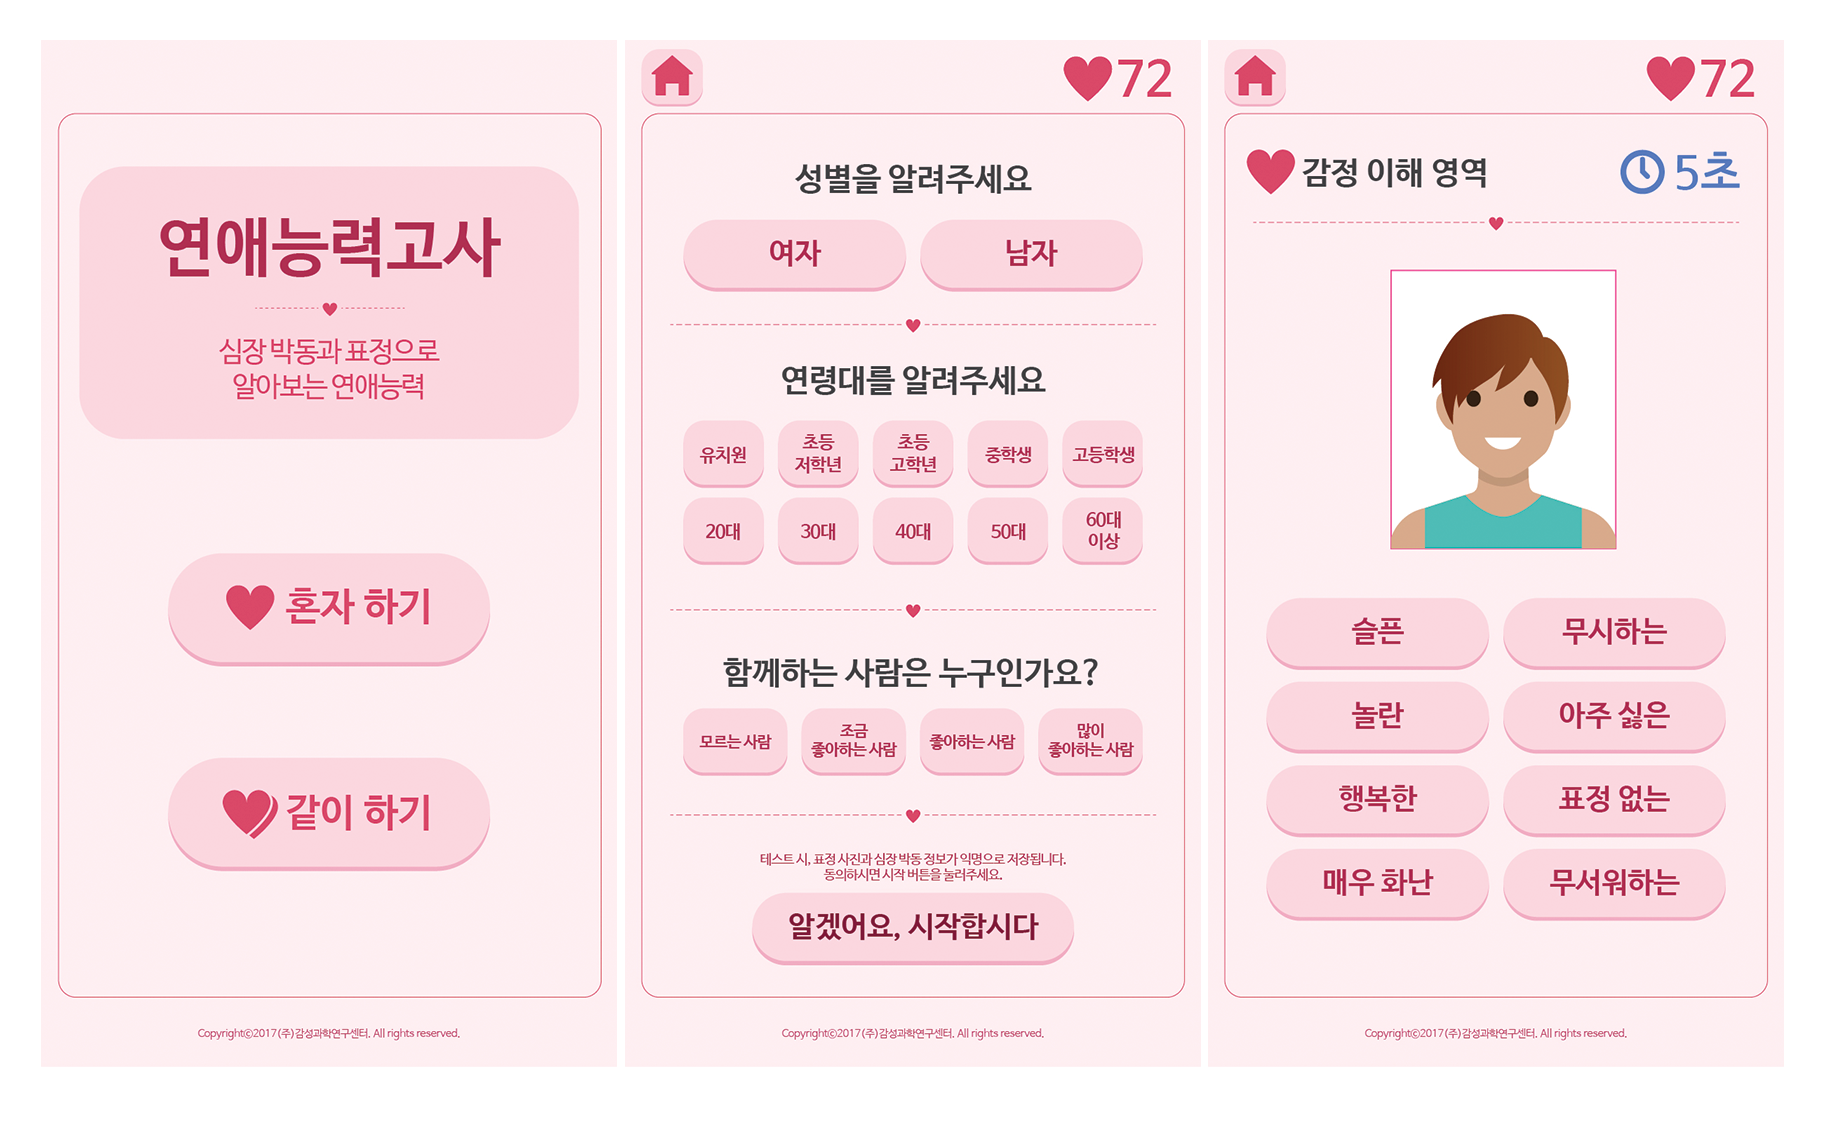 연애능력고사
심장 박동과 표정으로
알아보는 연애능력
혼자 하기
같이 하기
Copyright©2017 (주)감성과학연구센터. All rights reserved.
72
성별을 알려주세요
여자
남자
연령대를 알려주세요
유치원
초등
저학년
초등
고학년
중학생
고등학생
20대
30대
40대
50대
60대
이상
함께하는 사람은 누구인가요?
모르는 사람
조금
좋아하는 사람
좋아하는 사람
많이
좋아하는 사람
테스트 시, 표정 사진과 심장 박동 정보가 익명으로 저장됩니다.
동의하시면 시작 버튼을 눌러주세요.
알겠어요, 시작합시다
Copyright©2017 (주)감성과학연구센터. All rights reserved.
72
감정 이해 영역
5초
슬픈
무시하는
놀란
아주 싫은
행복한
표정 없는
매우 화난
무서워하는
Copyright©2017 (주)감성과학연구센터. All rights reserved.